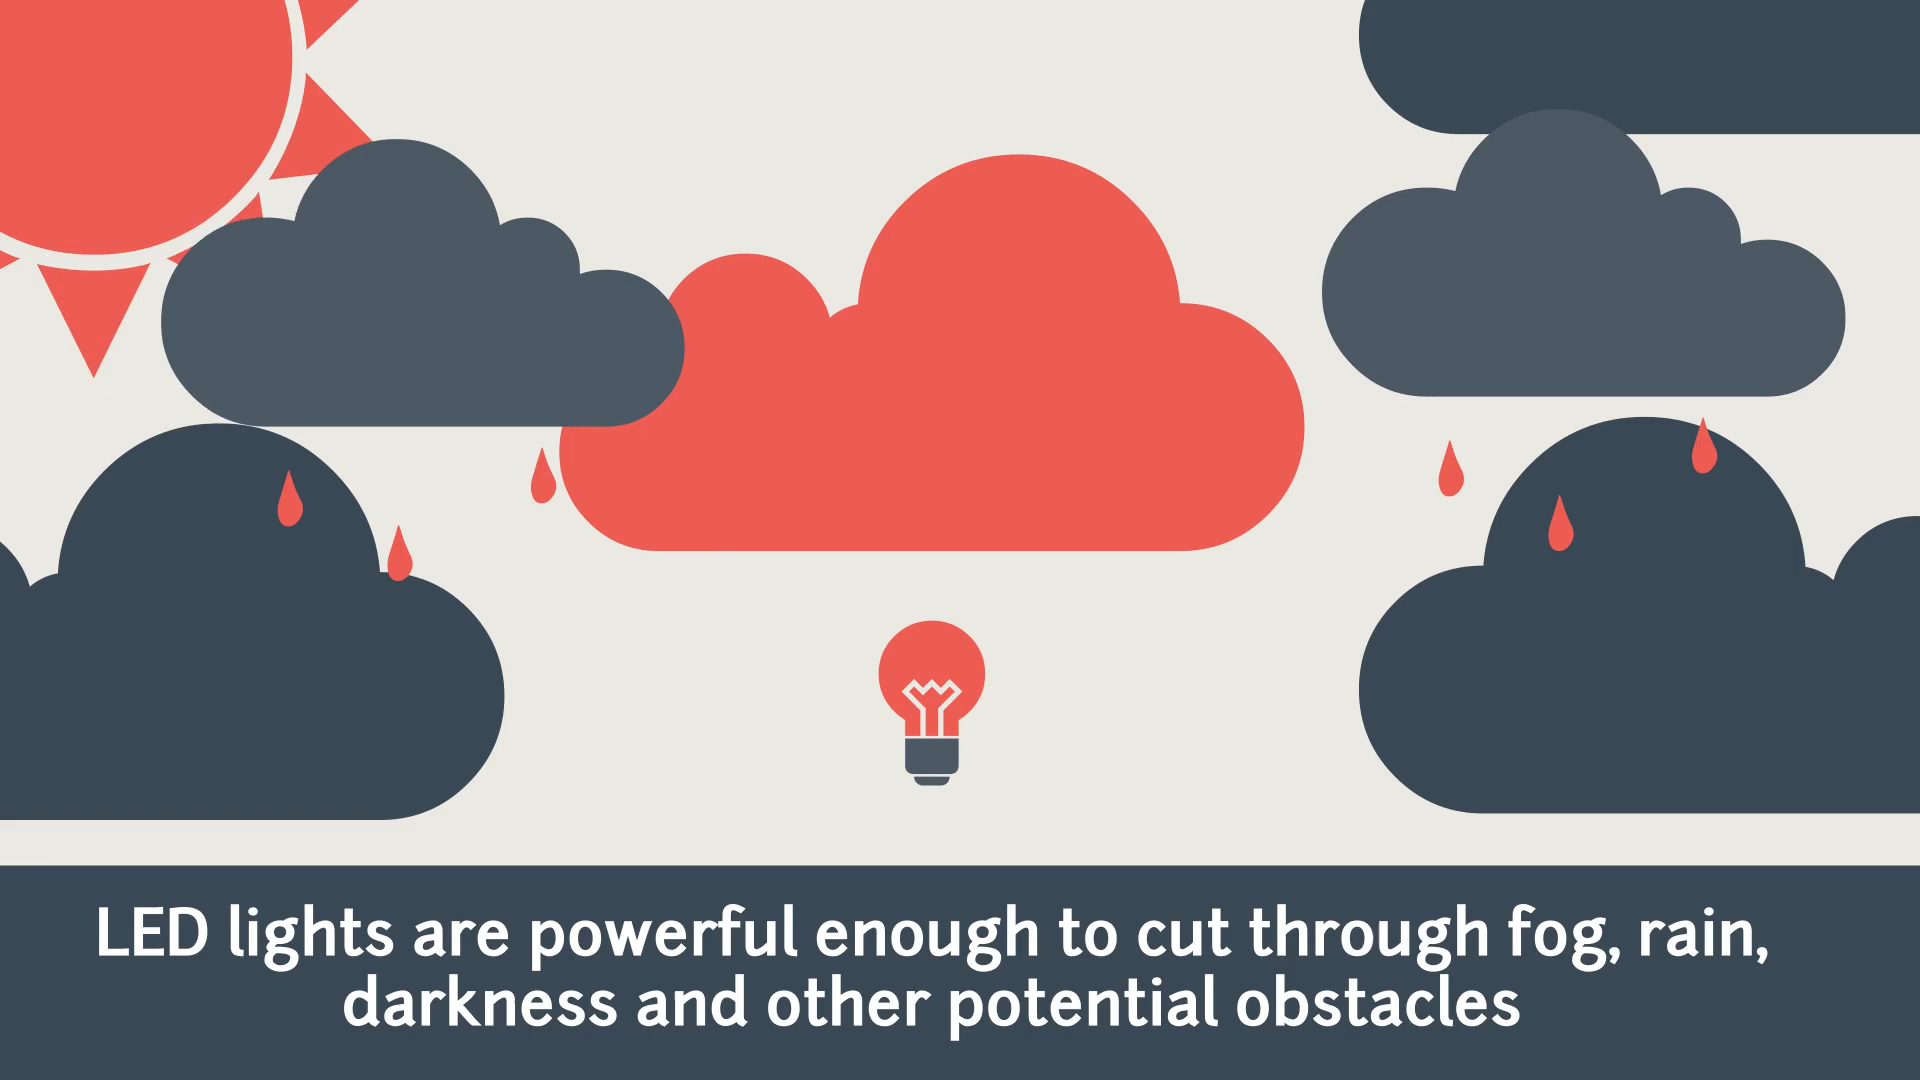 LED lights are powerful enough to cut through fog, rain,
darkness and other potential obstacles